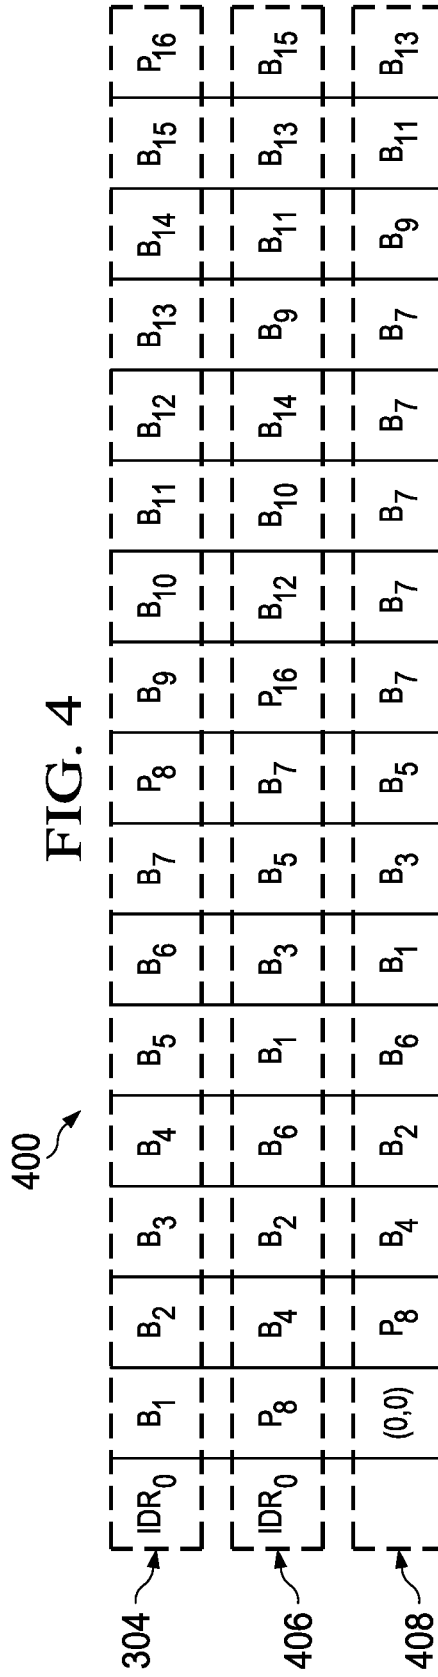 400
FIG. 4
304 IDR₀ B₁ B₂ B₃ B₄ B₅ B₆ B₇ P₈ B₉ B₁₀ B₁₁ B₁₂ B₁₃ B₁₄ B₁₅ P₁₆
406 IDR₀ P₈ B₄ B₂ B₆ B₁ B₃ B₅ B₇ P₁₆ B₁₂ B₁₀ B₁₄ B₉ B₁₁ B₁₃ B₁₅
408 (0,0) P₈ B₄ B₂ B₆ B₁ B₃ B₅ B�7 B₇ B₇ B₇ B₇ B₉ B₁₁ B₁₃